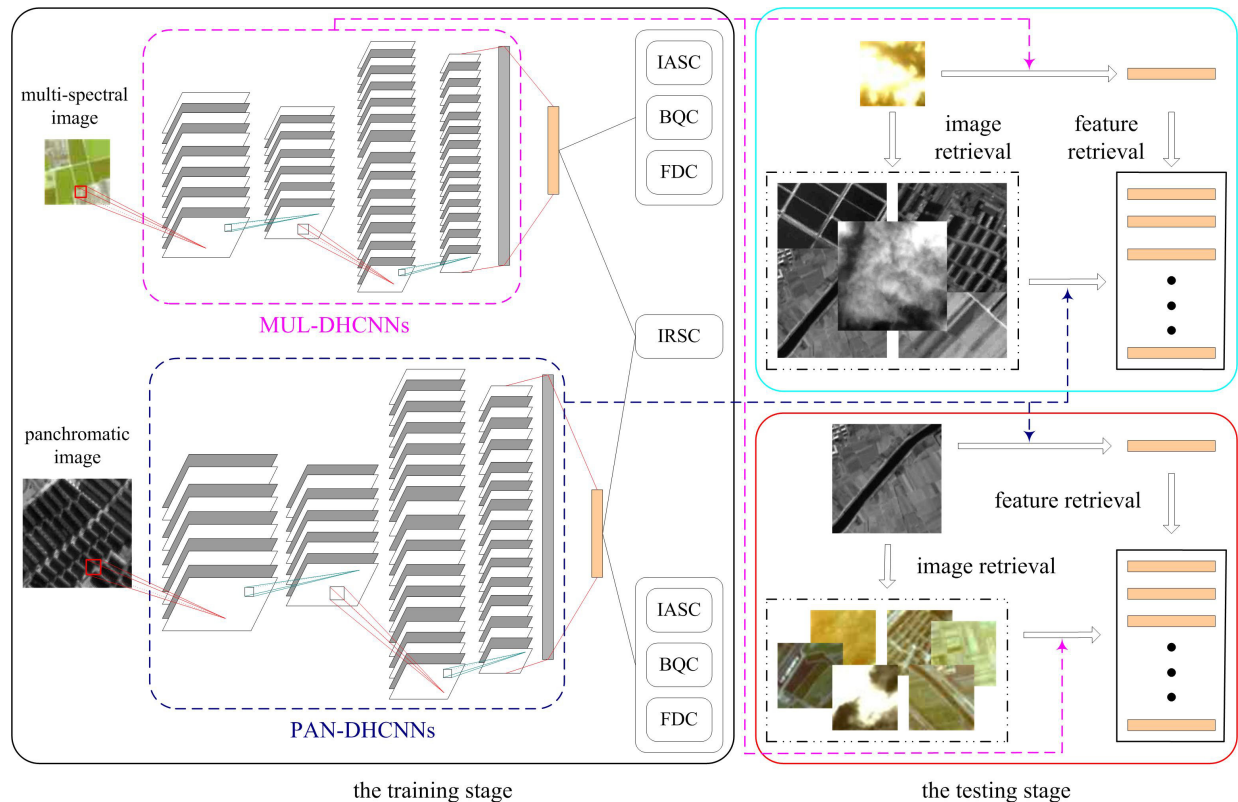 multi-spectral
image
MUL-DHCNNs
IASC
BQC
FDC
IRSC
panchromatic
image
PAN-DHCNNs
IASC
BQC
FDC
the training stage
image
retrieval
feature
retrieval
feature retrieval
image retrieval
the testing stage